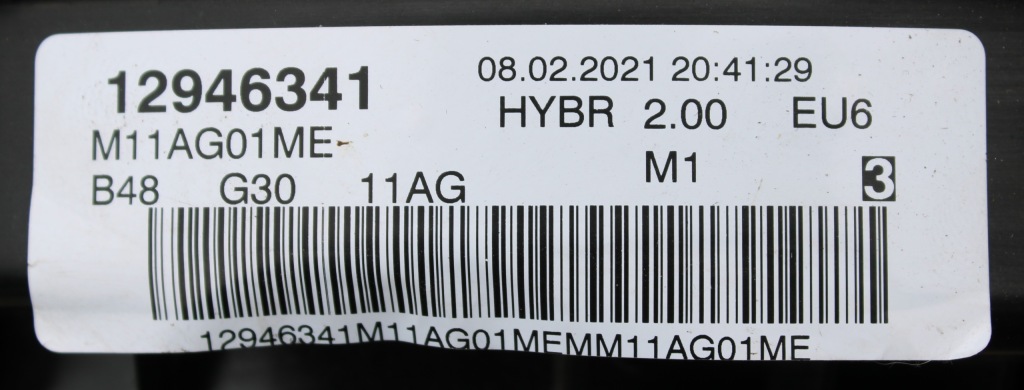 12946341 08.02.2021 20:41:29
HYBR 2.00 EU6
M11AG01ME-
M1 3
B48 G30 11AG
12946341M11AG01MEMM11AG01ME